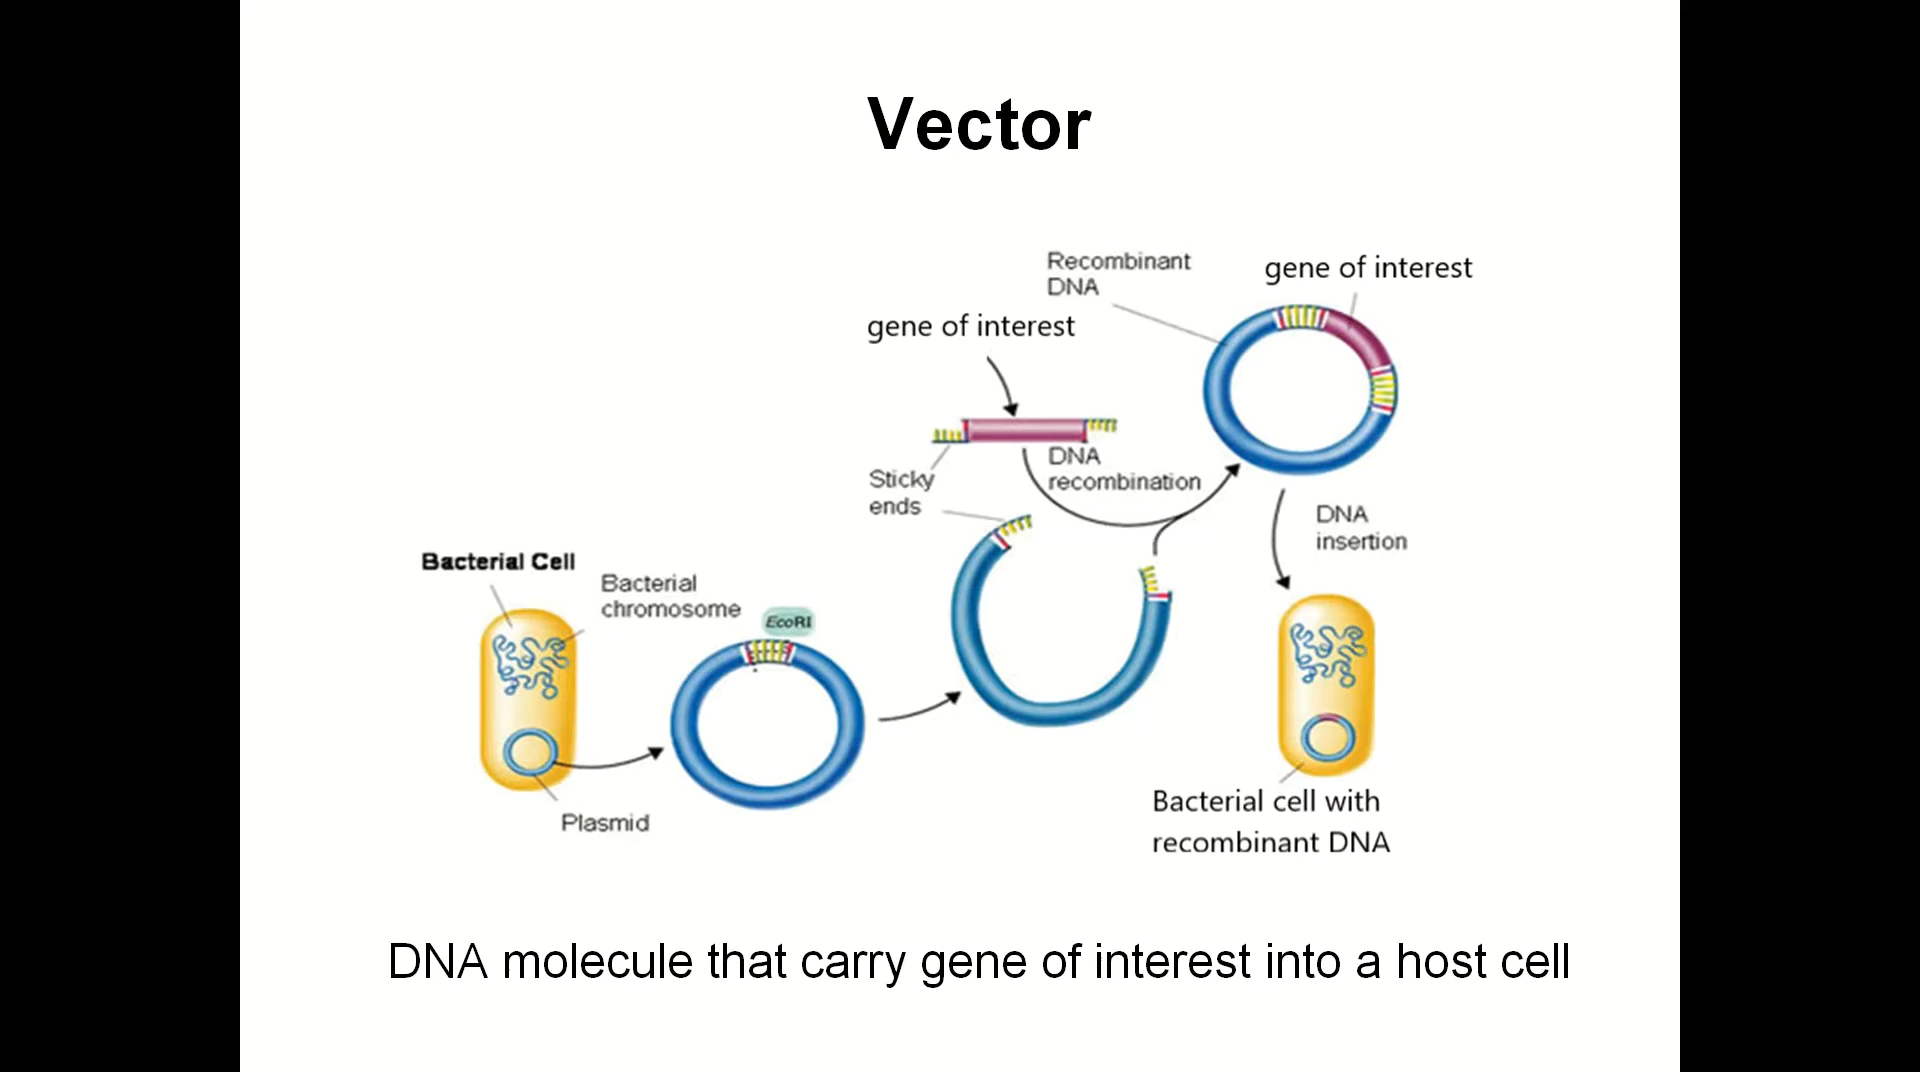 Vector
Recombinant
DNA
gene of interest
gene of interest
Sticky
ends
DNA
recombination
DNA
insertion
Bacterial Cell
Bacterial
chromosome
EcoRI
Plasmid
Bacterial cell with
recombinant DNA
DNA molecule that carry gene of interest into a host cell